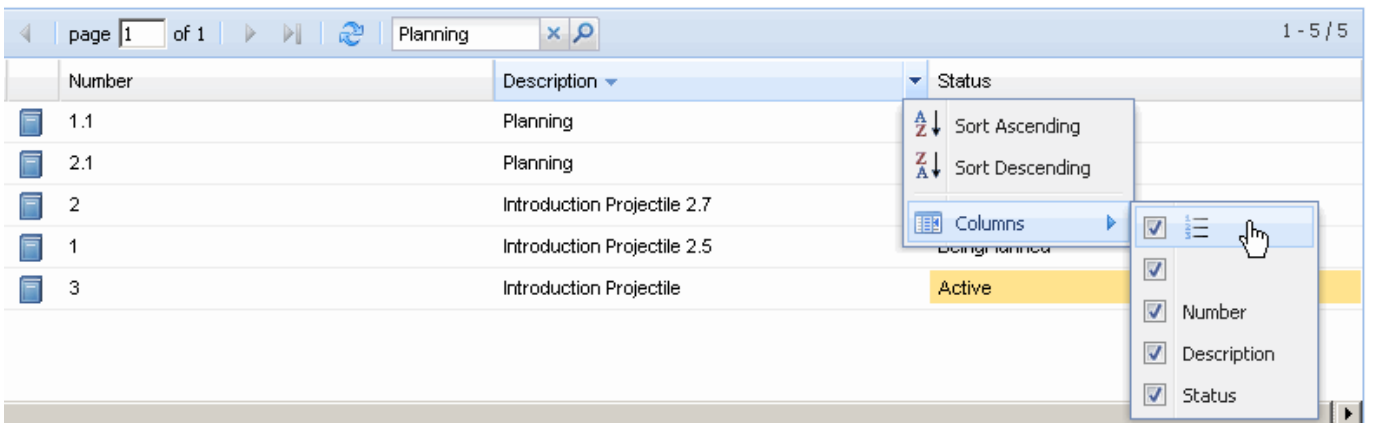 page 1 of 1 Planning 1 - 5 / 5
Number Description Status
1.1 Planning
2.1 Planning
2 Introduction Projectile 2.7
1 Introduction Projectile 2.5 BeingPlanned
3 Introduction Projectile Active
Sort Ascending
Sort Descending
Columns
Number
Description
Status